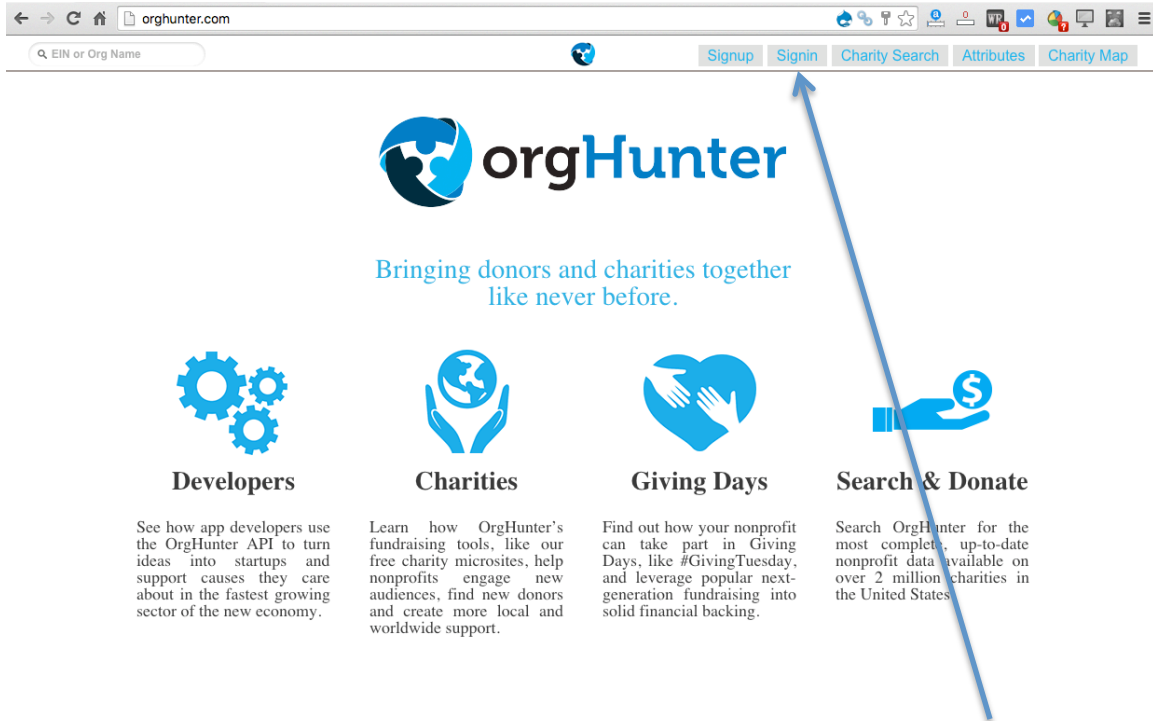 orghunter.com
WR 0
?
EIN or Org Name
Signup Signin Charity Search Attributes Charity Map
orgHunter
Bringing donors and charities together
like never before.
$
Developers
See how app developers use
the OrgHunter API to turn
ideas into startups and
support causes they care
about in the fastest growing
sector of the new economy.
Charities
Learn how OrgHunter's
fundraising tools, like our
free charity microsites, help
nonprofits engage new
audiences, find new donors
and create more local and
worldwide support.
Giving Days
Find out how your nonprofit
can take part in Giving
Days, like #GivingTuesday,
and leverage popular next-
generation fundraising into
solid financial backing.
Search & Donate
Search OrgHunter for the
most complete, up-to-date
nonprofit data available on
over 2 million charities in
the United States